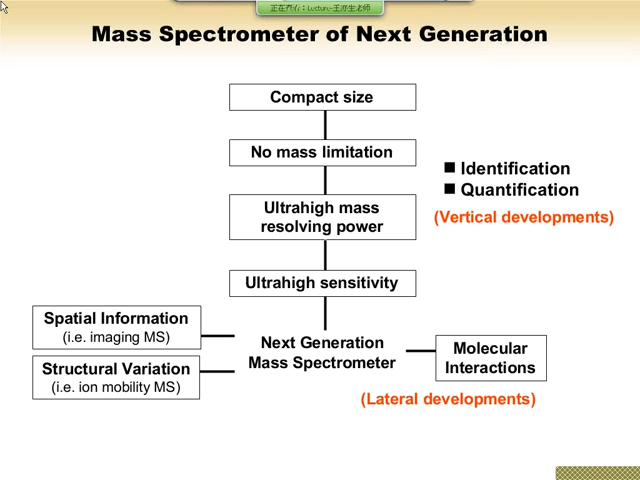 Mass Spectrometer of Next Generation
Compact size
No mass limitation
Ultrahigh mass
resolving power
Ultrahigh sensitivity
Identification
Quantification
(Vertical developments)
Spatial Information
(i.e. imaging MS)
Structural Variation
(i.e. ion mobility MS)
Next Generation
Mass Spectrometer
Molecular
Interactions
(Lateral developments)